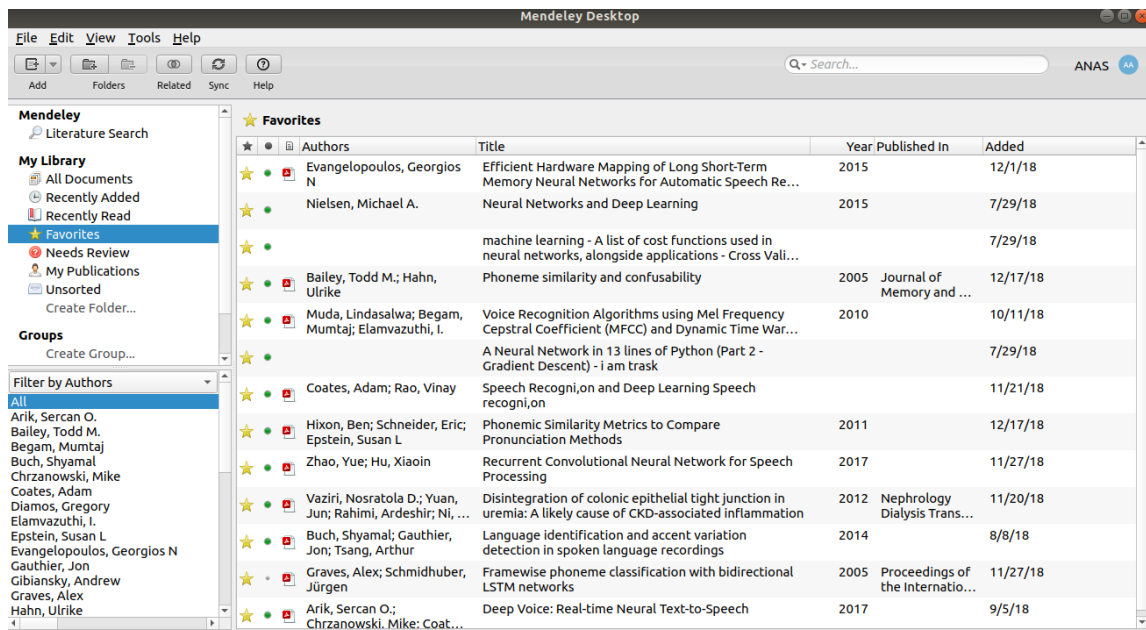 Mendeley Desktop
File Edit View Tools Help
Search...
ANAS AA
Add Folders Related Sync Help
Mendeley
Literature Search
My Library
All Documents
Recently Added
Recently Read
Favorites
Needs Review
My Publications
Unsorted
Create Folder...
Groups
Create Group...
Filter by Authors
All
Arik, Sercan O.
Bailey, Todd M.
Begam, Mumtaj
Buch, Shyamal
Chrzanowski, Mike
Coates, Adam
Diamos, Gregory
Elamvazuthi, I.
Epstein, Susan L
Evangelopoulos, Georgios N
Gauthier, Jon
Gibiansky, Andrew
Graves, Alex
Hahn, Ulrike
Favorites
Authors Title Year Published In Added
Evangelopoulos, Georgios Efficient Hardware Mapping of Long Short-Term 2015 12/1/18
N Memory Neural Networks for Automatic Speech Re...
Nielsen, Michael A. Neural Networks and Deep Learning 2015 7/29/18
machine learning - A list of cost functions used in 7/29/18
neural networks, alongside applications - Cross Vali...
Bailey, Todd M.; Hahn, Phoneme similarity and confusability 2005 Journal of 12/17/18
Ulrike Memory and ...
Muda, Lindasalwa; Begam, Voice Recognition Algorithms using Mel Frequency 2010 10/11/18
Mumtaj; Elamvazuthi, I. Cepstral Coefficient (MFCC) and Dynamic Time War...
A Neural Network in 13 lines of Python (Part 2 - 7/29/18
Gradient Descent) - i am trask
Coates, Adam; Rao, Vinay Speech Recogni,on and Deep Learning Speech 11/21/18
recogni,on
Hixon, Ben; Schneider, Eric; Phonemic Similarity Metrics to Compare 2011 12/17/18
Epstein, Susan L Pronunciation Methods
Zhao, Yue; Hu, Xiaoin Recurrent Convolutional Neural Network for Speech 2017 11/27/18
Processing
Vaziri, Nosratola D.; Yuan, Disintegration of colonic epithelial tight junction in 2012 Nephrology 11/20/18
Jun; Rahimi, Ardeshir; Ni, ... uremia: A likely cause of CKD-associated inflammation Dialysis Trans...
Buch, Shyamal; Gauthier, Language identification and accent variation 2014 8/8/18
Jon; Tsang, Arthur detection in spoken language recordings
Graves, Alex; Schmidhuber, Framewise phoneme classification with bidirectional 2005 Proceedings of 11/27/18
Jürgen LSTM networks the Internatio...
Arik, Sercan O.; Deep Voice: Real-time Neural Text-to-Speech 2017 9/5/18
Chrzanowski, Mike; Coat...